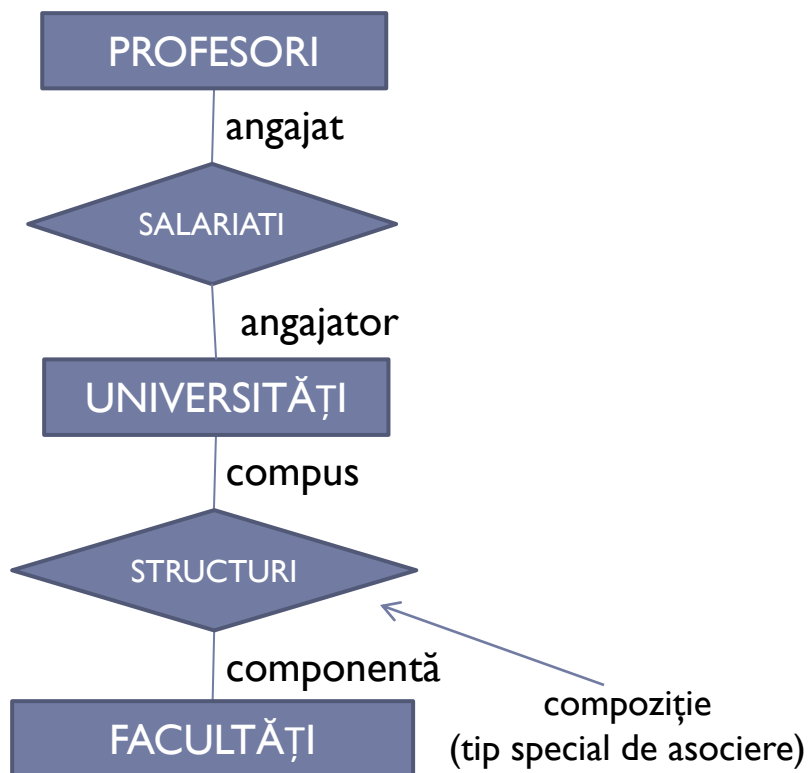 PROFESORI
angajat
SALARIATI
angajator
UNIVERSITĂȚI
compus
STRUCTURI
componentă
FACULTĂȚI
compoziție
(tip special de asociere)